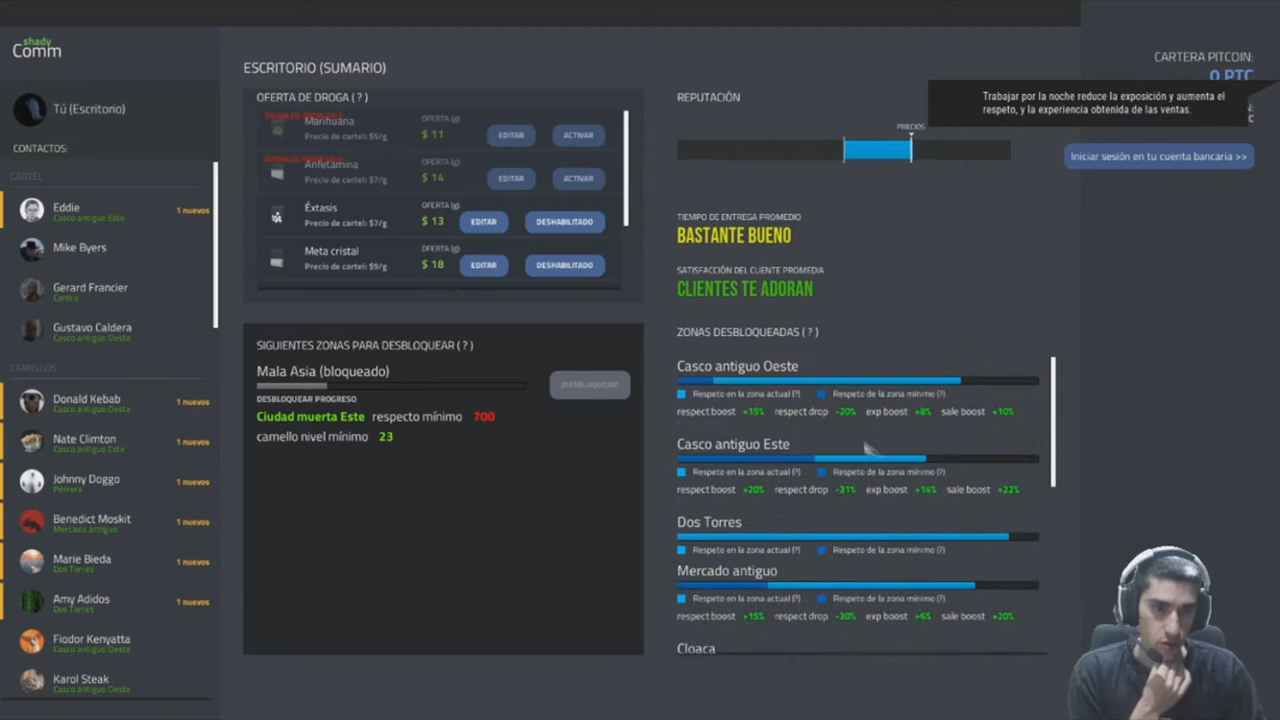 shady
Comm
Tú (Escritorio)
CONTACTOS:
CARTEL
Eddie
Casco antiguo Este
1 nuevos
Mike Byers
Gerard Francier
Centro
Gustavo Caldera
Casco antiguo Oeste
CAMELLOS
Donald Kebab
Casco antiguo Oeste
1 nuevos
Nate Climton
Casco antiguo Este
1 nuevos
Johnny Doggo
Perrera
Benedict Moskit
Mercado antiguo
1 nuevos
Marie Bieda
Dos Torres
1 nuevos
Amy Adidos
Dos Torres
1 nuevos
Fiodor Kenyatta
Casco antiguo Oeste
Karol Steak
Casco antiguo Oeste
ESCRITORIO (SUMARIO)
OFERTA DE DROGA ( ? )
Marihuana
Precio de cartel: $5/g
OFERTA (g)
$ 11
EDITAR
ACTIVAR
Anfetamina
Precio de cartel: $7/g
OFERTA (g)
$ 14
EDITAR
ACTIVAR
Éxtasis
Precio de cartel: $7/g
OFERTA (g)
$ 13
EDITAR
DESHABILITADO
Meta cristal
Precio de cartel: $9/g
OFERTA (g)
$ 18
EDITAR
DESHABILITADO
SIGUIENTES ZONAS PARA DESBLOQUEAR ( ? )
Mala Asia (bloqueado)
¡DESBLOQUEAR!
DESBLOQUEAR PROGRESO
Ciudad muerta Este respecto mínimo 700
camello nivel mínimo 23
REPUTACIÓN
PRECIOS
TIEMPO DE ENTREGA PROMEDIO
BASTANTE BUENO
SATISFACCIÓN DEL CLIENTE PROMEDIA
CLIENTES TE ADORAN
ZONAS DESBLOQUEADAS ( ? )
Casco antiguo Oeste
Respeto en la zona actual (?) Respeto de la zona mínimo (?)
respect boost +15% respect drop -20% exp boost +8% sale boost +10%
Casco antiguo Este
Respeto en la zona actual (?) Respeto de la zona mínimo (?)
respect boost +20% respect drop -31% exp boost +14% sale boost +22%
Dos Torres
Respeto en la zona actual (?) Respeto de la zona mínimo (?)
Mercado antiguo
Respeto en la zona actual (?) Respeto de la zona mínimo (?)
respect boost +15% respect drop -30% exp boost +6% sale boost +20%
Cloaca
CARTERA PITCOIN:
0 PTC
Trabajar por la noche reduce la exposición y aumenta el
respeto, y la experiencia obtenida de las ventas.
Iniciar sesión en tu cuenta bancaria >>